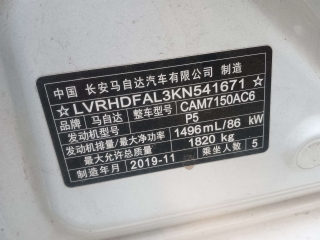 中国 长安马自达汽车有限公司 制造
★LVRHDFAL3KN541671★
品牌 马自达 整车型号 CAM7150AC6
发动机型号 P5
发动机排量/最大净功率 1496mL/86 kW
最大允许总质量 1820 kg
制造年月 2019-11 乘坐人数 5